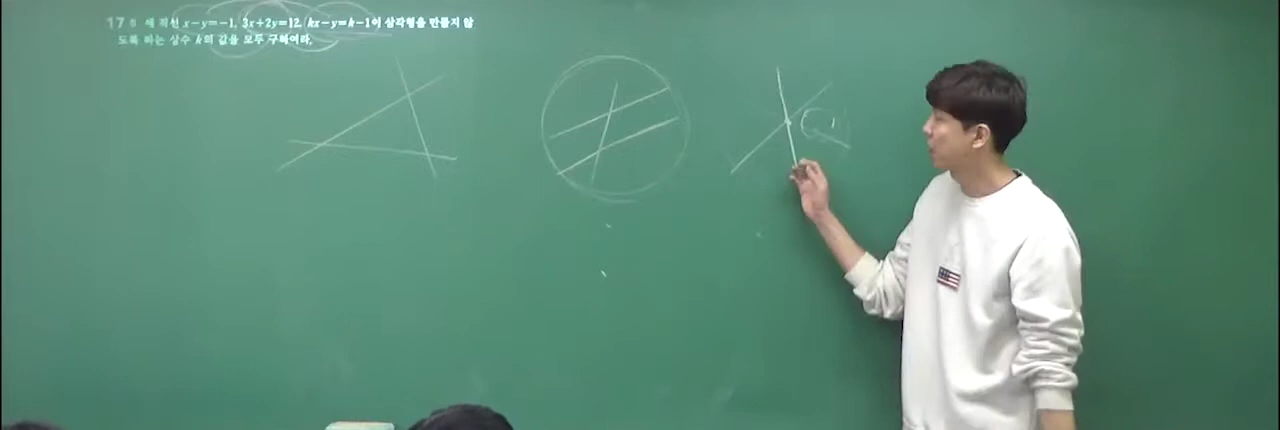 17 세 직선 x-y=-1, 3x+2y=12, kx-y=k-1이 삼각형을 만들지 않
도록 하는 상수 k의 값을 모두 구하여라.